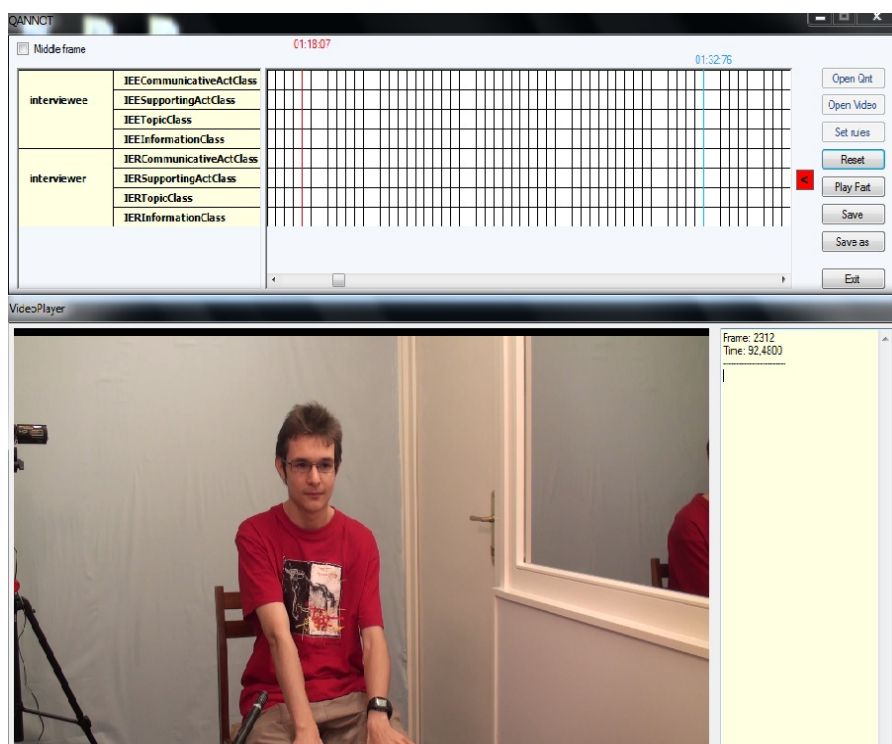 QANNCT
Middle frame
01:18:07
01:32:76
interviewee
IEECommunicativeActClass
IEESupportingActClass
IEETopicClass
IEEInformationClass
interviewer
IERCommunicativeActClass
IERSupportingActClass
IERTopicClass
IERInformationClass
<
Open Qnt
Open Video
Set rules
Reset
Play Fast
Save
Save as
Exit
VideoPlayer
Frame: 2312
Time: 92,4800
-----------------------